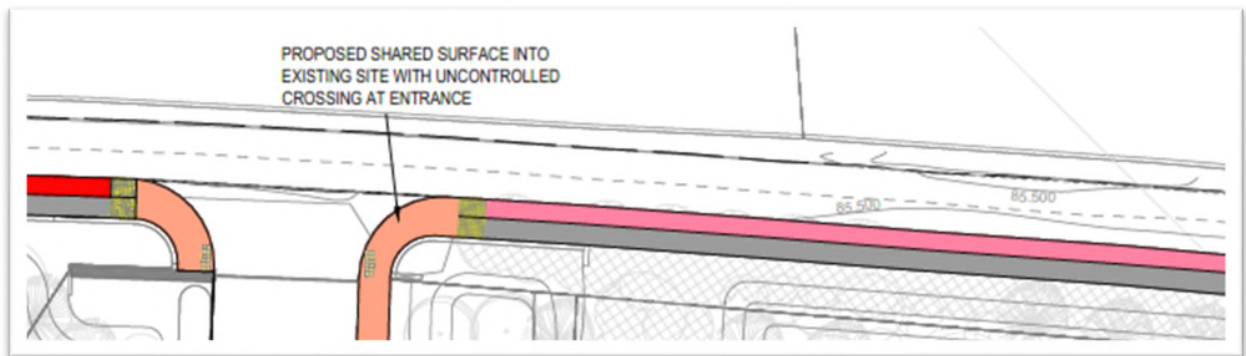 PROPOSED SHARED SURFACE INTO
EXISTING SITE WITH UNCONTROLLED
CROSSING AT ENTRANCE
85.500
85.500